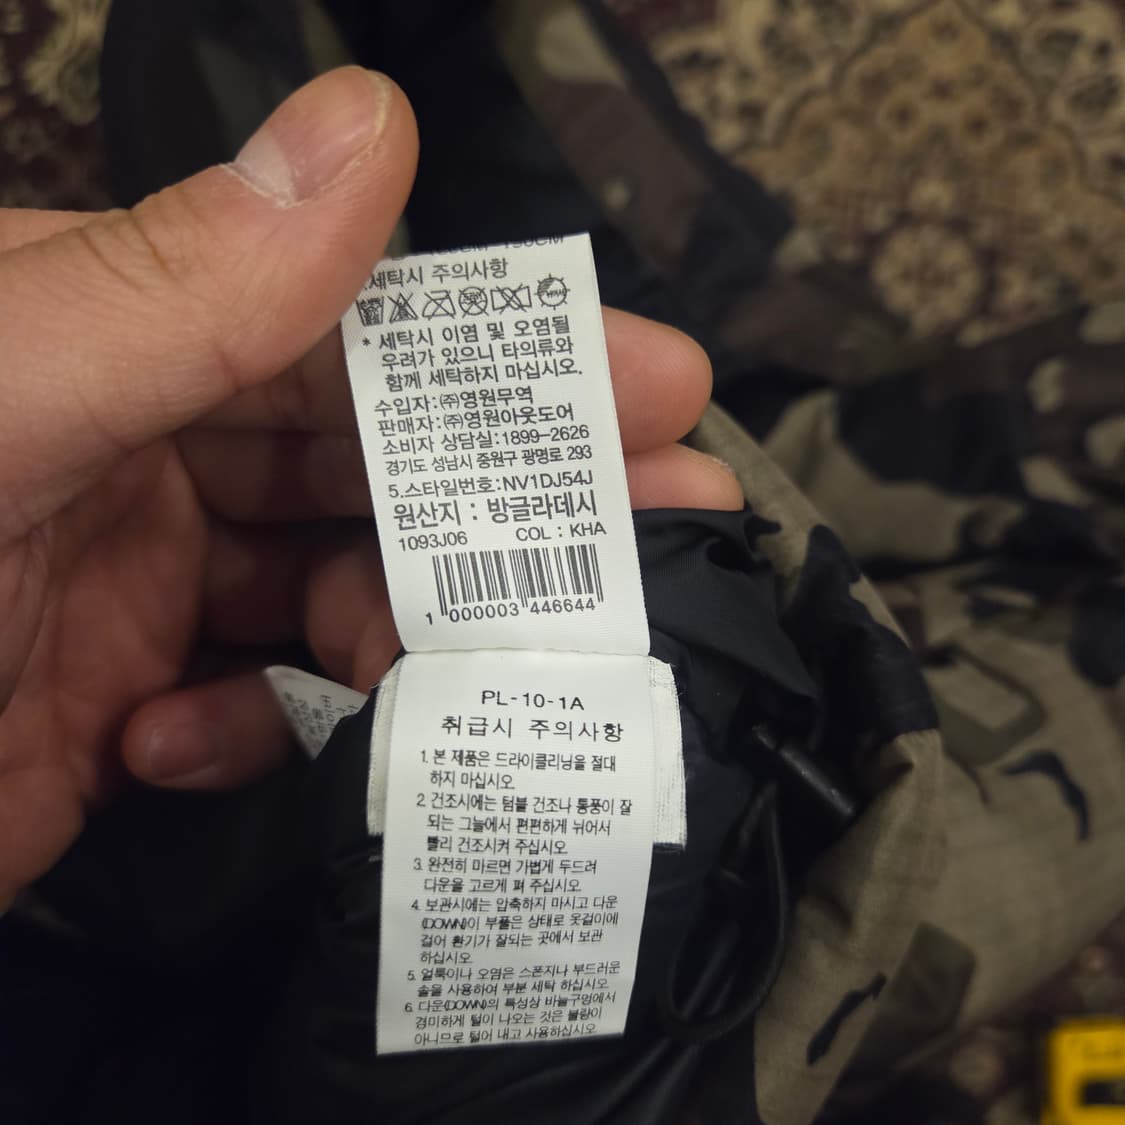 150CM
세탁시 주의사항
* 세탁시 이염 및 오염될
우려가 있으니 타의류와
함께 세탁하지 마십시오.
수입자:㈜영원무역
판매자:㈜영원아웃도어
소비자 상담실:1899-2626
경기도 성남시 중원구 광명로 293
5.스타일번호:NV1DJ54J
원산지 : 방글라데시
1093J06 COL : KHA
1 000003 446644
PL-10-1A
취급시 주의사항
1. 본 제품은 드라이클리닝을 절대
하지 마십시오
2. 건조시에는 텀블 건조나 통풍이 잘
되는 그늘에서 편편하게 뉘어서
빨리 건조시켜 주십시오
3. 완전히 마르면 가볍게 두드려
다운을 고르게 펴 주십시오
4. 보관시에는 압축하지 마시고 다운
(DOWN)이 부풀은 상태로 옷걸이에
걸어 환기가 잘되는 곳에서 보관
하십시오
5. 얼룩이나 오염은 스폰지나 부드러운
솔을 사용하여 부분 세탁 하십시오
6. 다운(DOWN)의 특성상 바늘구멍에서
경미하게 털이 나오는 것은 불량이
아니므로 털어 내고 사용하십시오